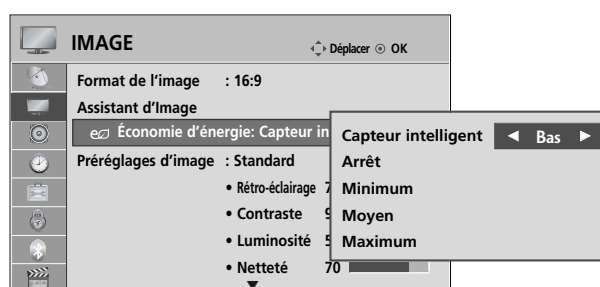 IMAGE
Déplacer OK
Format de l'image : 16:9
Assistant d'Image
Économie d'énergie: Capteur in
Préréglages d'image : Standard
• Rétro-éclairage 7
• Contraste 9
• Luminosité 5
• Netteté 70
Capteur intelligent ◄ Bas ►
Arrêt
Minimum
Moyen
Maximum